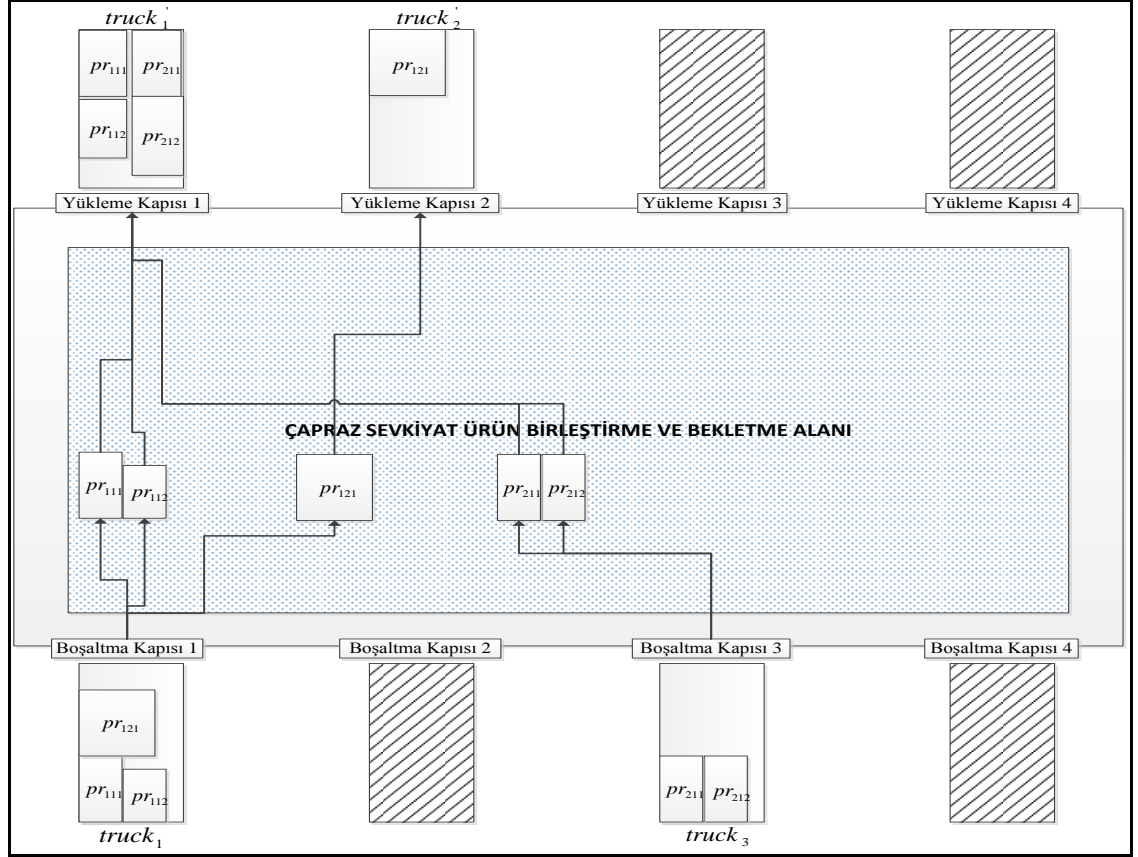 truck'₁ truck'₂
pr₁₁₁ pr₂₁₁ pr₁₂₁
pr₁₁₂ pr₂₁₂
Yükleme Kapısı 1 Yükleme Kapısı 2 Yükleme Kapısı 3 Yükleme Kapısı 4
ÇAPRAZ SEVKİYAT ÜRÜN BİRLEŞTİRME VE BEKLETME ALANI
pr₁₁₁ pr₁₁₂ pr₁₂₁ pr₂₁₁ pr₂₁₂
Boşaltma Kapısı 1 Boşaltma Kapısı 2 Boşaltma Kapısı 3 Boşaltma Kapısı 4
pr₁₂₁
pr₁₁₁ pr₁₁₂ pr₂₁₁ pr₂₁₂
truck₁ truck₃